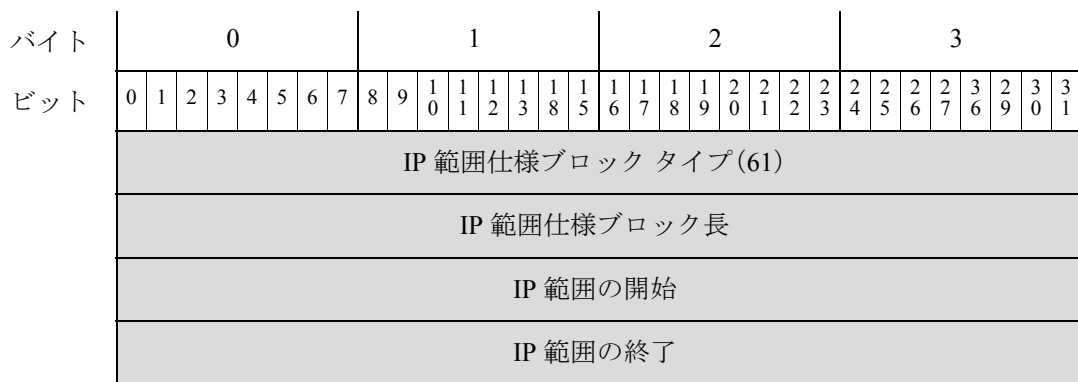 バイト 0 1 2 3
ビット 0 1 2 3 4 5 6 7 8 9 10 11 12 13 18 15 16 17 18 19 20 21 22 23 24 25 26 27 36 29 30 31
IP 範囲仕様ブロック タイプ(61)
IP 範囲仕様ブロック長
IP 範囲の開始
IP 範囲の終了